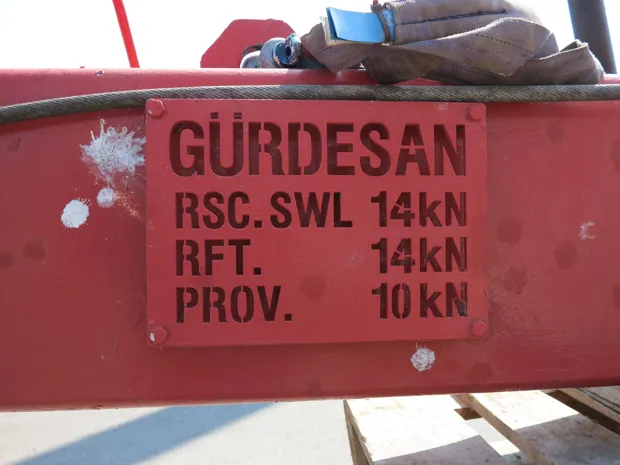 GÜRDESAN
RSC. SWL 14kN
RFT. 14kN
PROV. 10kN